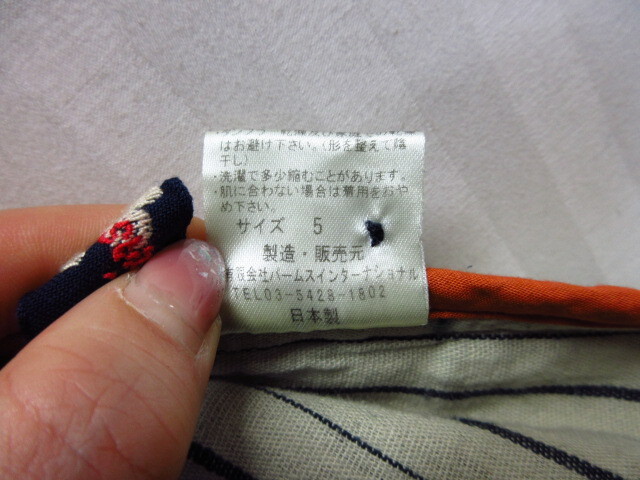 はお避け下さい。(形を整えて陰
干し)
・洗濯で多少縮むことがあります。
・肌に合わない場合は着用をおや
め下さい。
サイズ 5
製造・販売元
有限会社パームスインターナショナル
TEL03-5428-1802
日本製